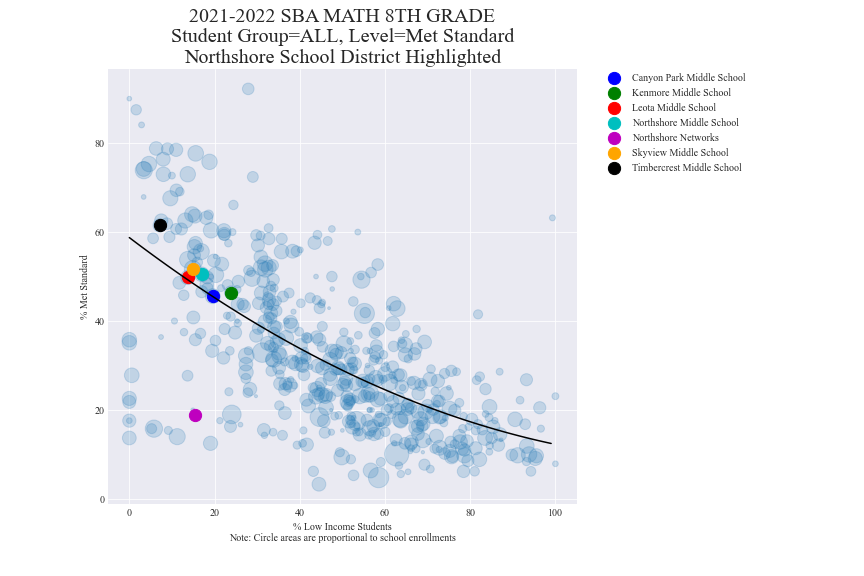 2021-2022 SBA MATH 8TH GRADE
Student Group=ALL, Level=Met Standard
Northshore School District Highlighted
Canyon Park Middle School
Kenmore Middle School
Leota Middle School
Northshore Middle School
Northshore Networks
Skyview Middle School
Timbercrest Middle School
% Met Standard
80
60
40
20
0
0 20 40 60 80 100
% Low Income Students
Note: Circle areas are proportional to school enrollments